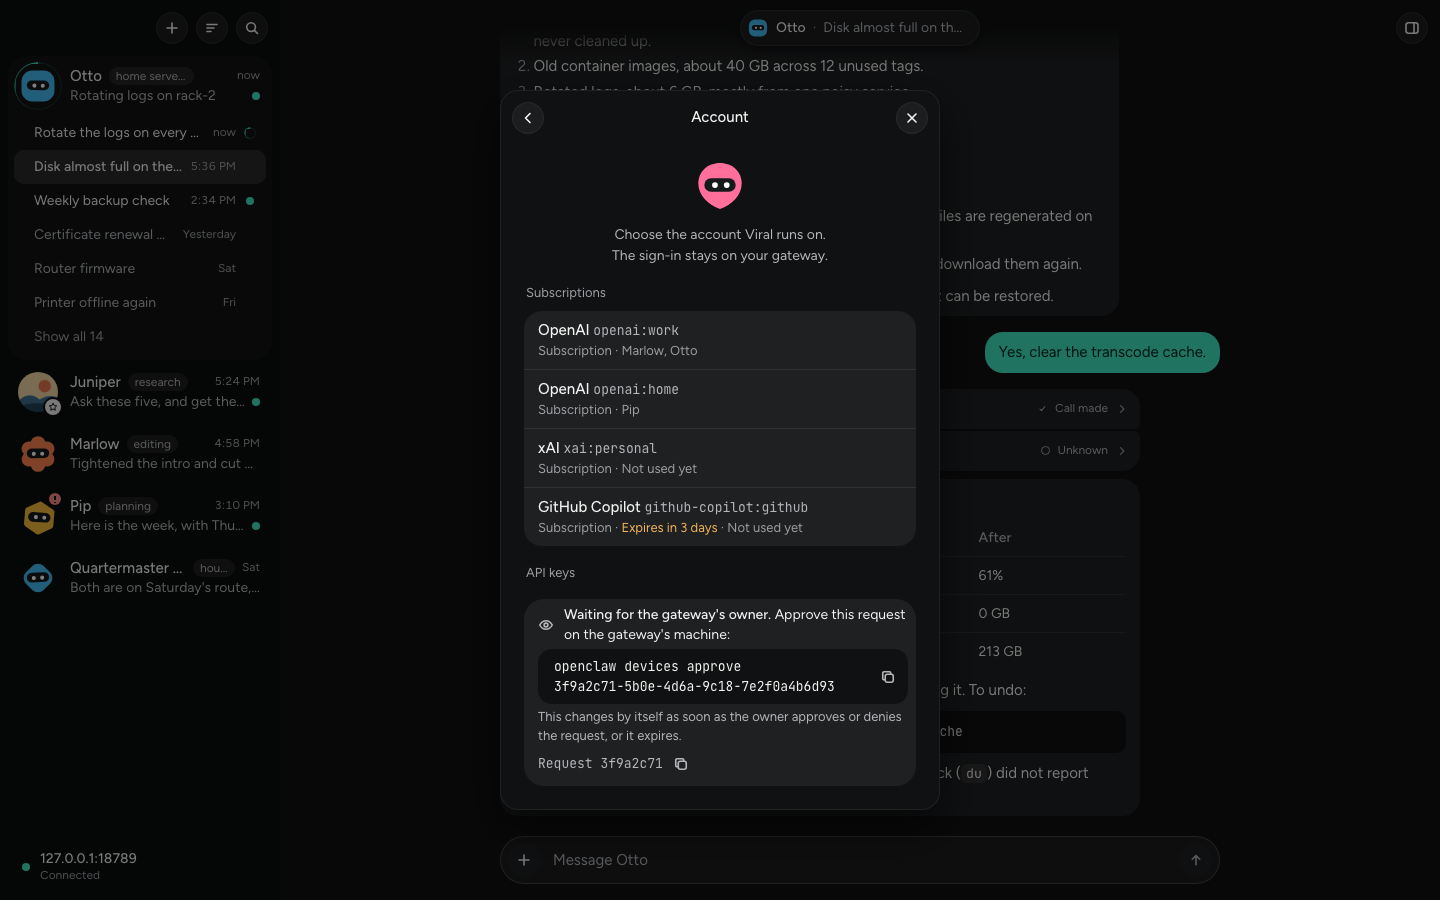 Otto · Disk almost full on th...
Otto home serve... now
Rotating logs on rack-2
Rotate the logs on every ... now
Disk almost full on the... 5:36 PM
Weekly backup check 2:34 PM
Certificate renewal ... Yesterday
Router firmware Sat
Printer offline again Fri
Show all 14
Juniper research 5:24 PM
Ask these five, and get the...
Marlow editing 4:58 PM
Tightened the intro and cut ...
Pip planning 3:10 PM
Here is the week, with Thu...
Quartermaster ... hou... Sat
Both are on Saturday's route,...
127.0.0.1:18789
Connected
never cleaned up.
2. Old container images, about 40 GB across 12 unused tags.
Account
Choose the account Viral runs on.
The sign-in stays on your gateway.
Subscriptions
OpenAI openai:work
Subscription · Marlow, Otto
OpenAI openai:home
Subscription · Pip
xAI xai:personal
Subscription · Not used yet
GitHub Copilot github-copilot:github
Subscription · Expires in 3 days · Not used yet
API keys
Waiting for the gateway's owner. Approve this request
on the gateway's machine:
openclaw devices approve
3f9a2c71-5b0e-4d6a-9c18-7e2f0a4b6d93
This changes by itself as soon as the owner approves or denies
the request, or it expires.
Request 3f9a2c71
iles are regenerated on
download them again.
can be restored.
Yes, clear the transcode cache.
Call made
Unknown
After
61%
0 GB
213 GB
g it. To undo:
che
ck ( du ) did not report
Message Otto